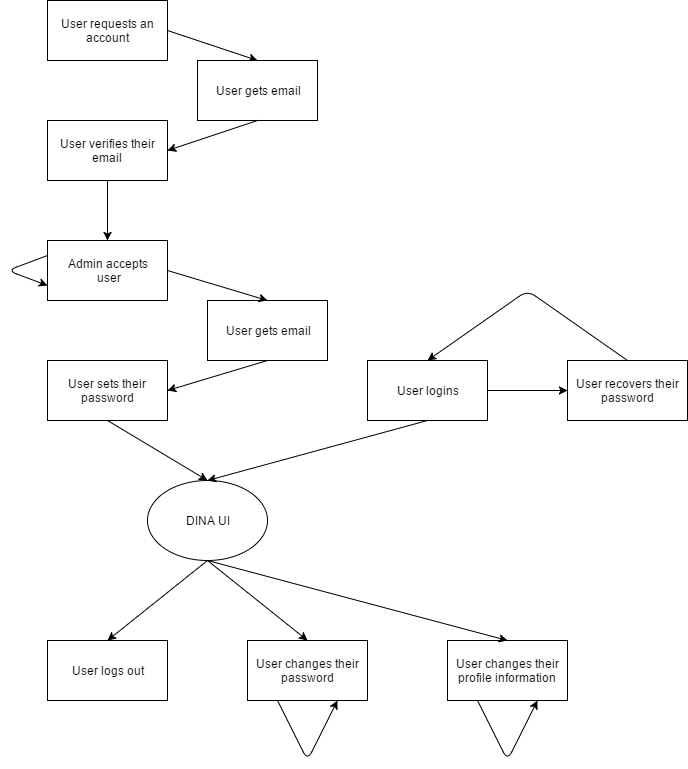 User requests an
account
User gets email
User verifies their
email
Admin accepts
user
User gets email
User sets their
password
User logins
User recovers their
password
DINA UI
User logs out
User changes their
password
User changes their
profile information